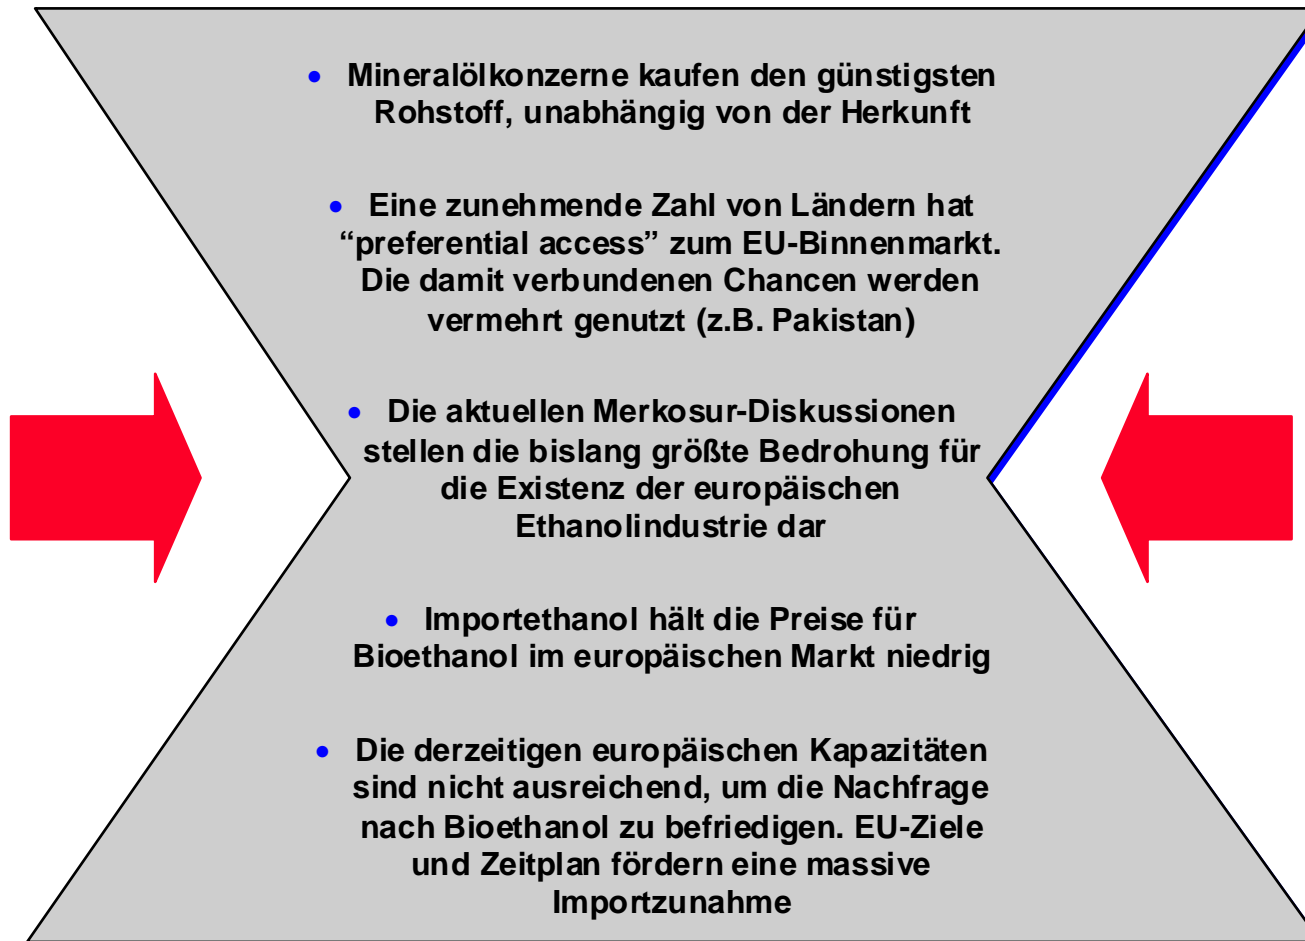 • Mineralölkonzerne kaufen den günstigsten
Rohstoff, unabhängig von der Herkunft
• Eine zunehmende Zahl von Ländern hat
“preferential access” zum EU-Binnenmarkt.
Die damit verbundenen Chancen werden
vermehrt genutzt (z.B. Pakistan)
• Die aktuellen Merkosur-Diskussionen
stellen die bislang größte Bedrohung für
die Existenz der europäischen
Ethanolindustrie dar
• Importethanol hält die Preise für
Bioethanol im europäischen Markt niedrig
• Die derzeitigen europäischen Kapazitäten
sind nicht ausreichend, um die Nachfrage
nach Bioethanol zu befriedigen. EU-Ziele
und Zeitplan fördern eine massive
Importzunahme